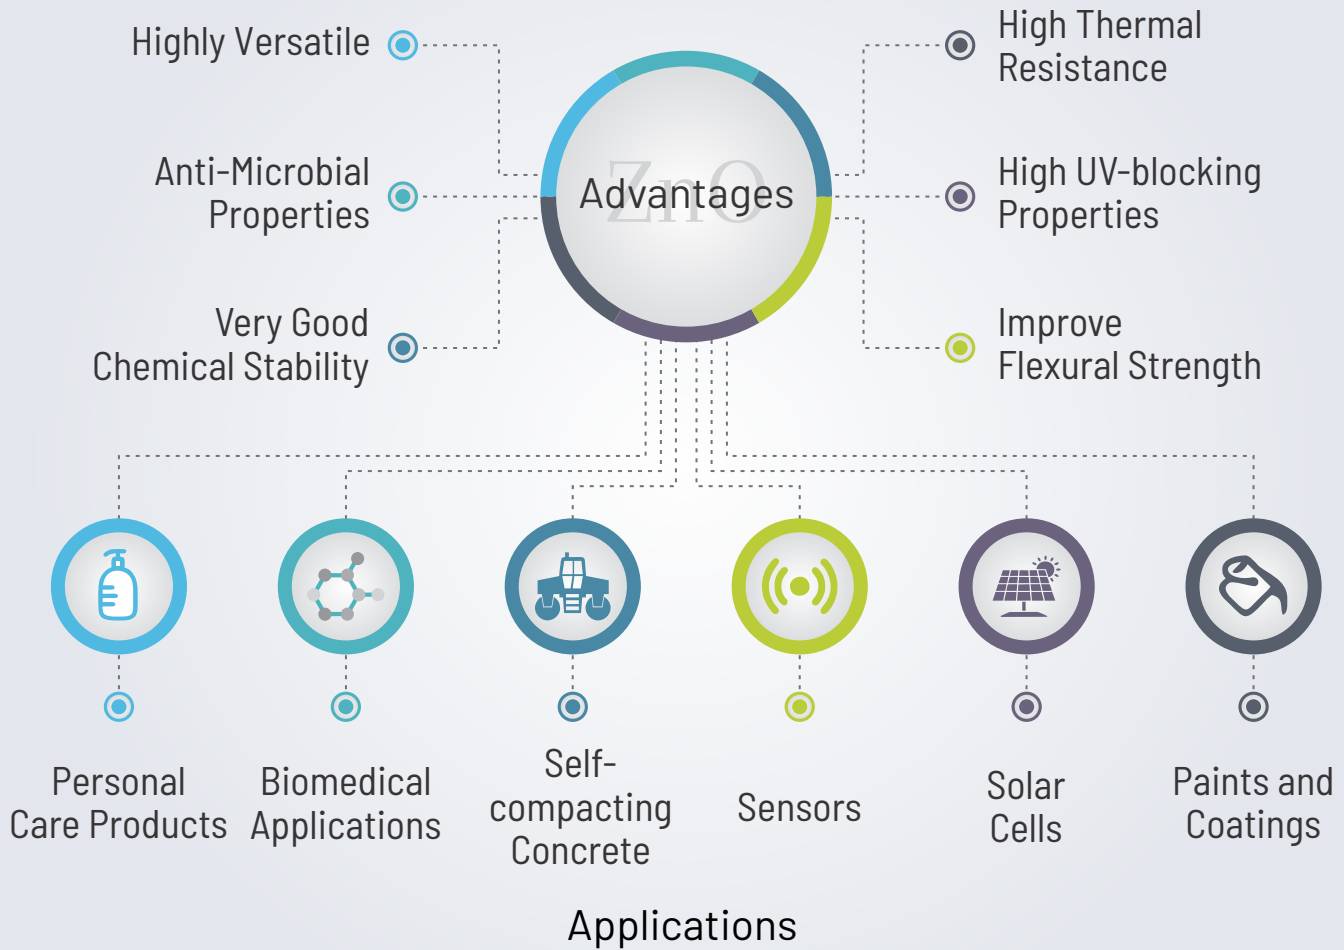 Highly Versatile
Anti-Microbial
Properties
Very Good
Chemical Stability
ZnO
Advantages
High Thermal
Resistance
High UV-blocking
Properties
Improve
Flexural Strength
Personal
Care Products
Biomedical
Applications
Self-
compacting
Concrete
Sensors
Solar
Cells
Paints and
Coatings
Applications